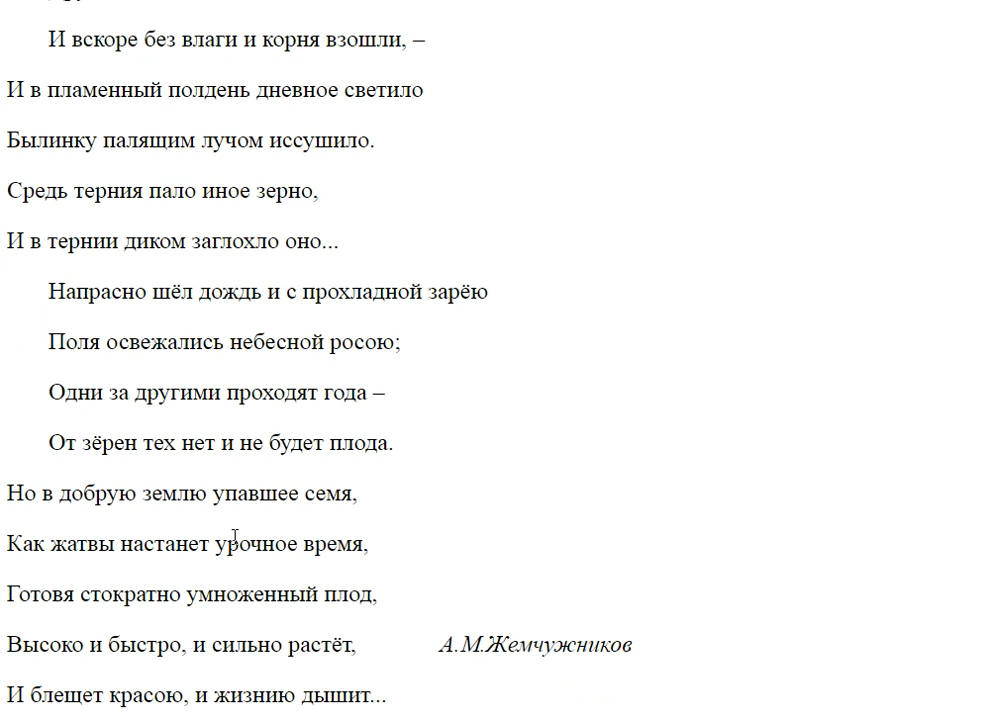 И вскоре без влаги и корня взошли, –
И в пламенный полдень дневное светило
Былинку палящим лучом иссушило.
Средь терния пало иное зерно,
И в тернии диком заглохло оно...
Напрасно шёл дождь и с прохладной зарёю
Поля освежались небесной росою;
Одни за другими проходят года –
От зёрен тех нет и не будет плода.
Но в добрую землю упавшее семя,
Как жатвы настанет урочное время,
Готовя стократно умноженный плод,
Высоко и быстро, и сильно растёт, А.М.Жемчужников
И блещет красою, и жизнию дышит...